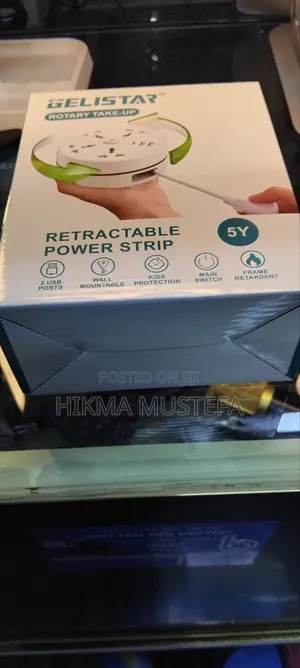 GELISTAR
ROTARY TAKE-UP
RETRACTABLE
POWER STRIP
5Y
2 USB
PORTS
WALL
MOUNTABLE
KIDS
PROTECTION
MAIN
SWITCH
FRAME
RETARDENT
POSTED ON JIJI
HIKMA MUSTEFA